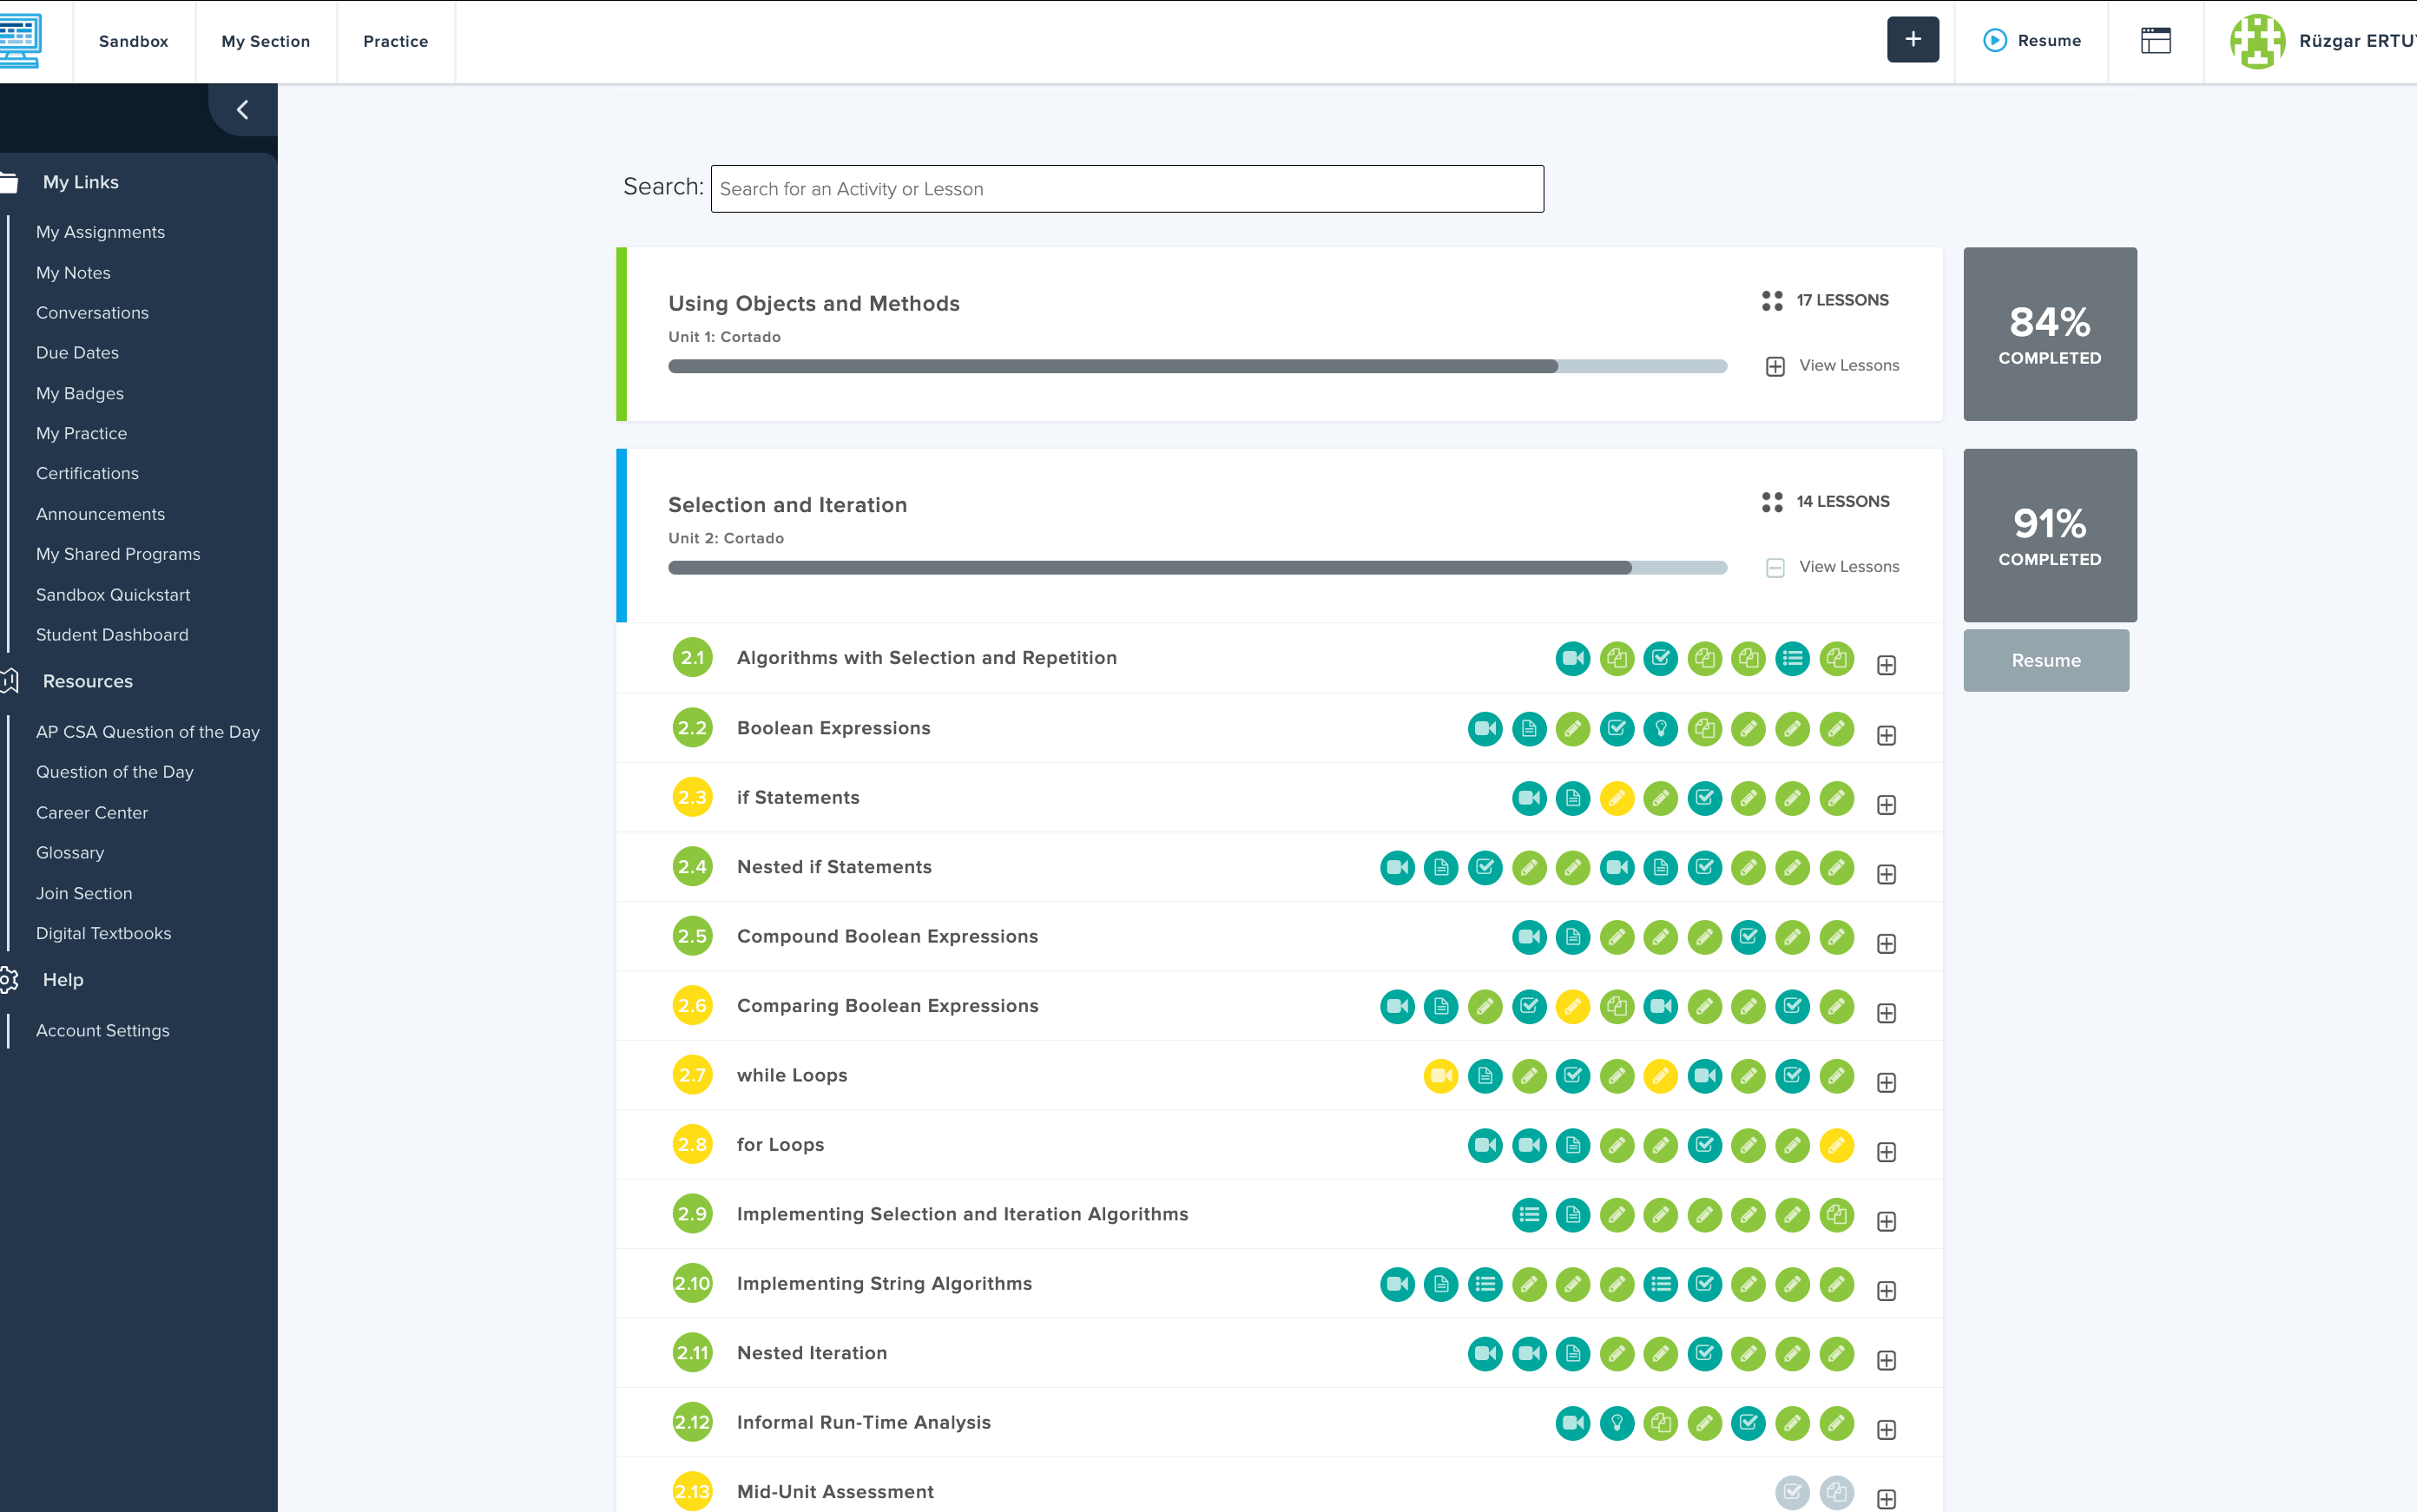 Sandbox
My Section
Practice
+
Resume
Rüzgar ERTU
My Links
My Assignments
My Notes
Conversations
Due Dates
My Badges
My Practice
Certifications
Announcements
My Shared Programs
Sandbox Quickstart
Student Dashboard
Resources
AP CSA Question of the Day
Question of the Day
Career Center
Glossary
Join Section
Digital Textbooks
Help
Account Settings
Search: Search for an Activity or Lesson
Using Objects and Methods
17 LESSONS
Unit 1: Cortado
View Lessons
84%
COMPLETED
Selection and Iteration
14 LESSONS
Unit 2: Cortado
View Lessons
91%
COMPLETED
Resume
2.1 Algorithms with Selection and Repetition
2.2 Boolean Expressions
2.3 if Statements
2.4 Nested if Statements
2.5 Compound Boolean Expressions
2.6 Comparing Boolean Expressions
2.7 while Loops
2.8 for Loops
2.9 Implementing Selection and Iteration Algorithms
2.10 Implementing String Algorithms
2.11 Nested Iteration
2.12 Informal Run-Time Analysis
2.13 Mid-Unit Assessment